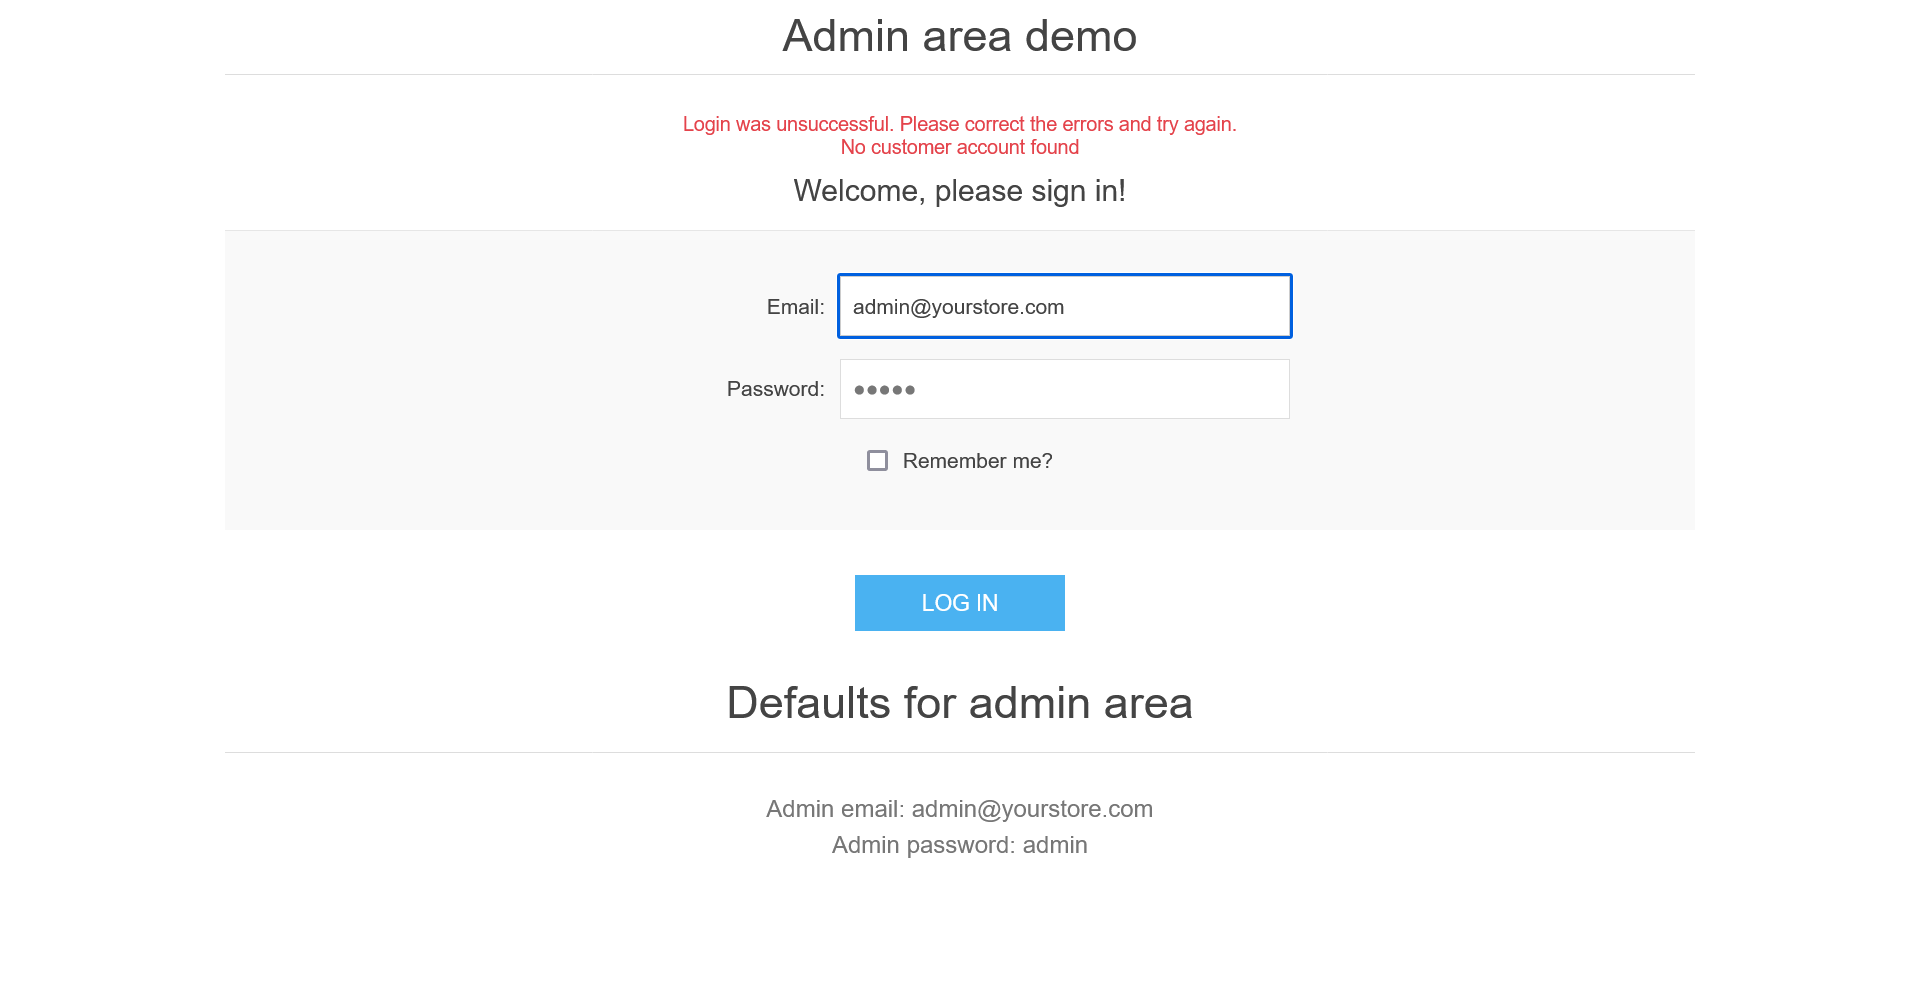 Admin area demo
Login was unsuccessful. Please correct the errors and try again.
No customer account found
Welcome, please sign in!
Email: admin@yourstore.com
Password: ●●●●●
Remember me?
LOG IN
Defaults for admin area
Admin email: admin@yourstore.com
Admin password: admin